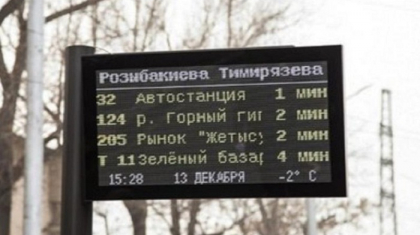 Розыбакиева Тимирязева
32 Автостанция 1 мин
124 р. Горный гиг 2 мин
205 Рынок "Жетысу 2 мин
Т 11 Зелёный базар 4 мин
15:28 13 ДЕКАБРЯ -2° С